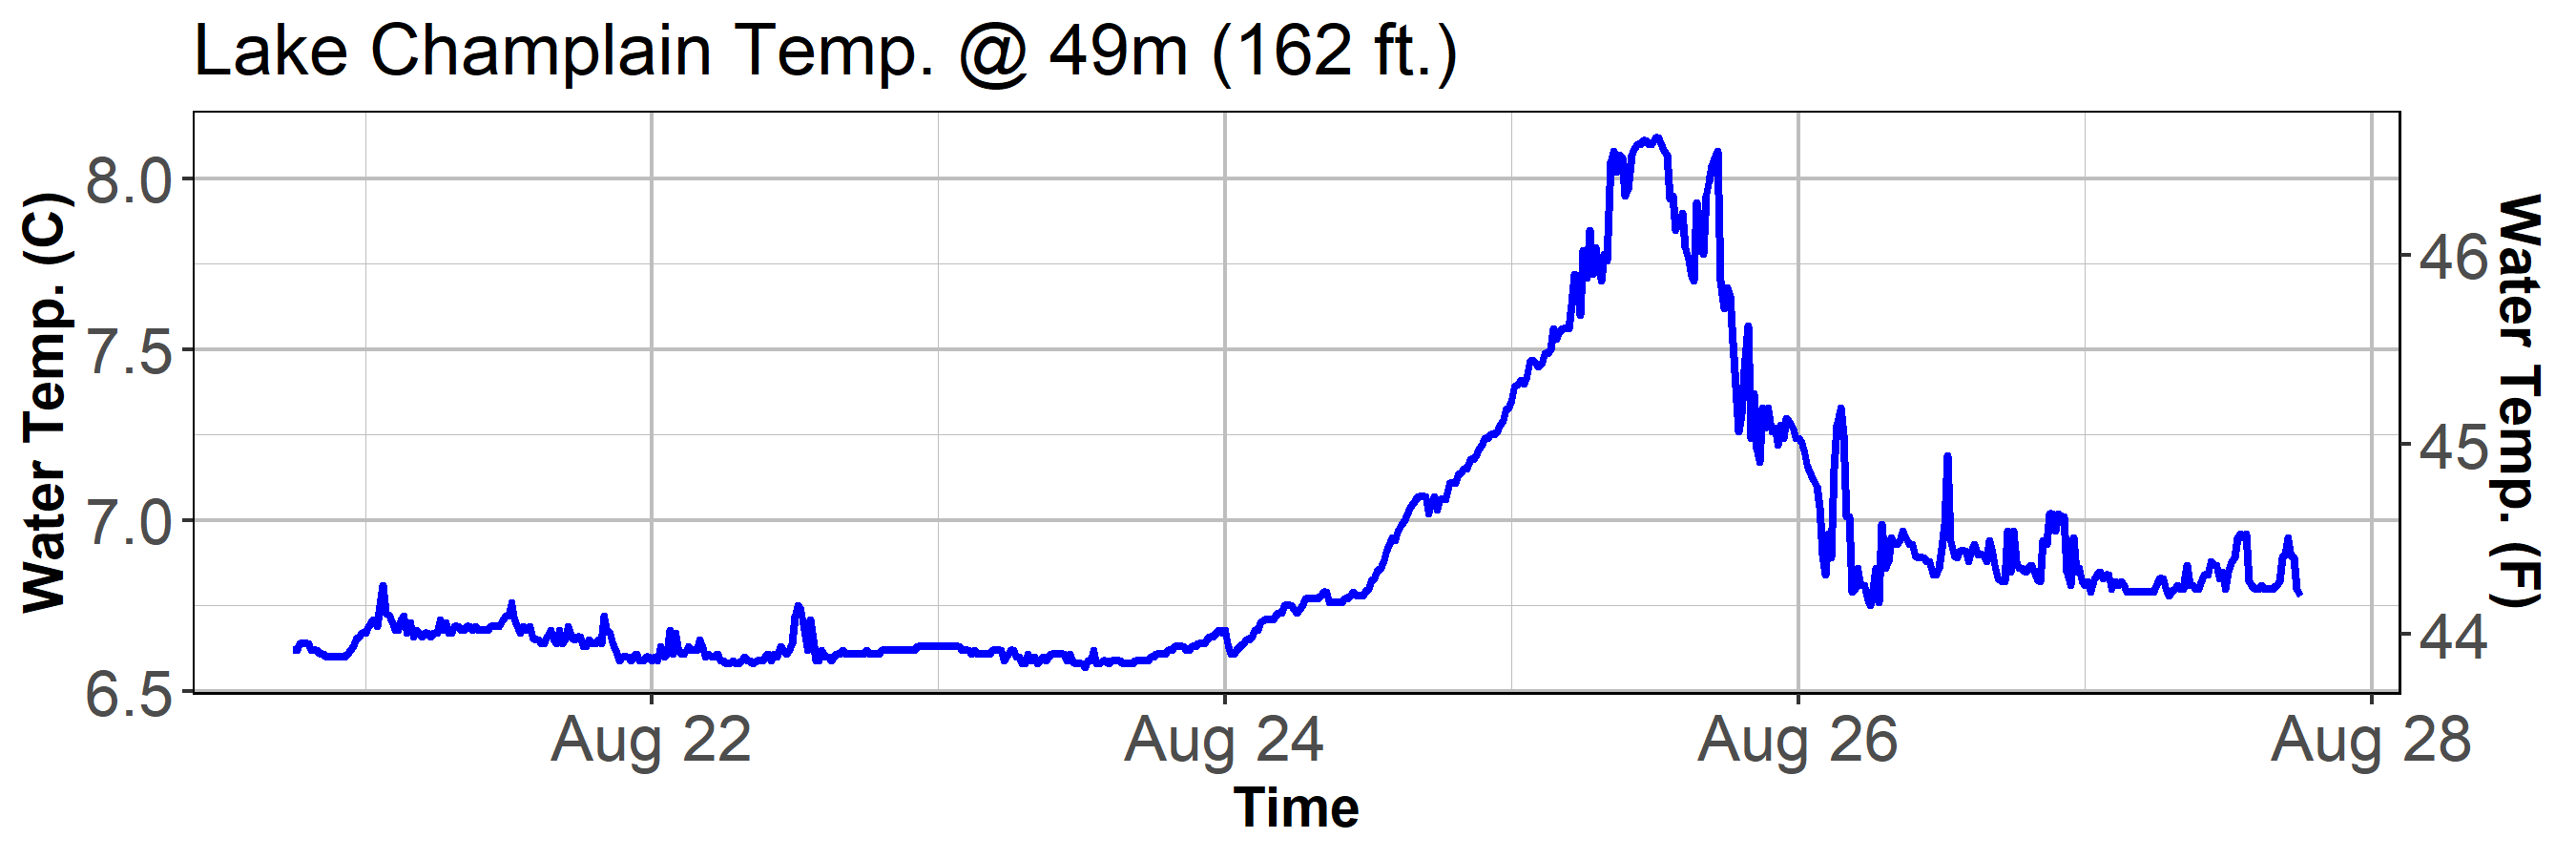 Lake Champlain Temp. @ 49m (162 ft.)
Water Temp. (C)
8.0
7.5
7.0
6.5
46
45
44
Water Temp. (F)
Aug 22
Aug 24
Aug 26
Aug 28
Time